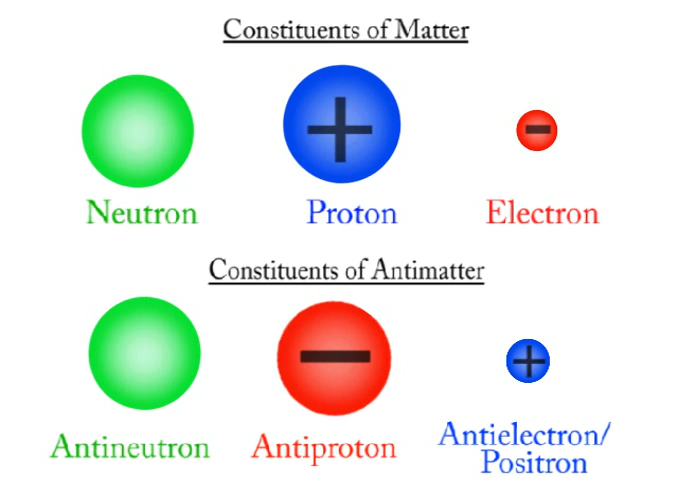 Constituents of Matter
+
-
Neutron
Proton
Electron
Constituents of Antimatter
-
+
Antineutron
Antiproton
Antielectron/
Positron